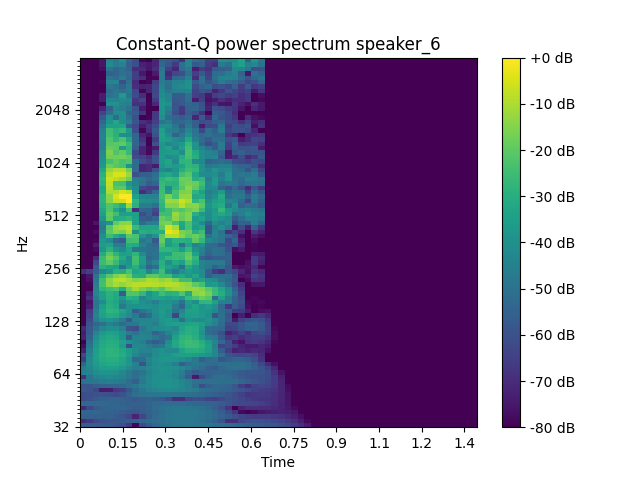 Constant-Q power spectrum speaker_6
Hz
2048
1024
512
256
128
64
32
0 0.15 0.3 0.45 0.6 0.75 0.9 1.1 1.2 1.4
Time
+0 dB
-10 dB
-20 dB
-30 dB
-40 dB
-50 dB
-60 dB
-70 dB
-80 dB